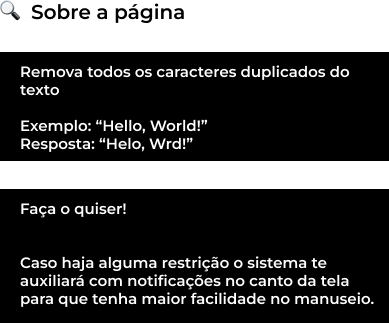 Sobre a página
Remova todos os caracteres duplicados do
texto
Exemplo: “Hello, World!”
Resposta: “Helo, Wrd!”
Faça o quiser!
Caso haja alguma restrição o sistema te
auxiliará com notificações no canto da tela
para que tenha maior facilidade no manuseio.